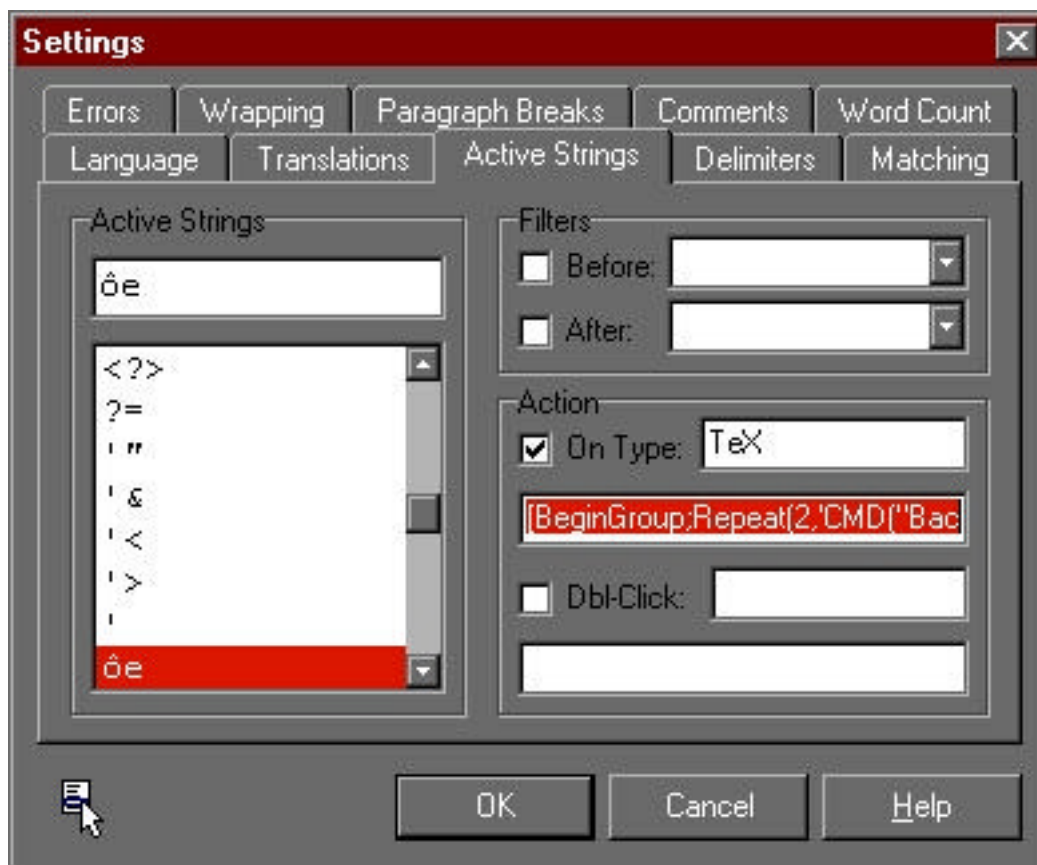 Settings
Errors Wrapping Paragraph Breaks Comments Word Count
Language Translations Active Strings Delimiters Matching
Active Strings
ôe
<?>
?=
'"
'&
'<
'>
'
ôe
Filters
Before:
After:
Action
On Type: TeX
[BeginGroup;Repeat(2,'CMD("Bac
Dbl-Click:
OK Cancel Help